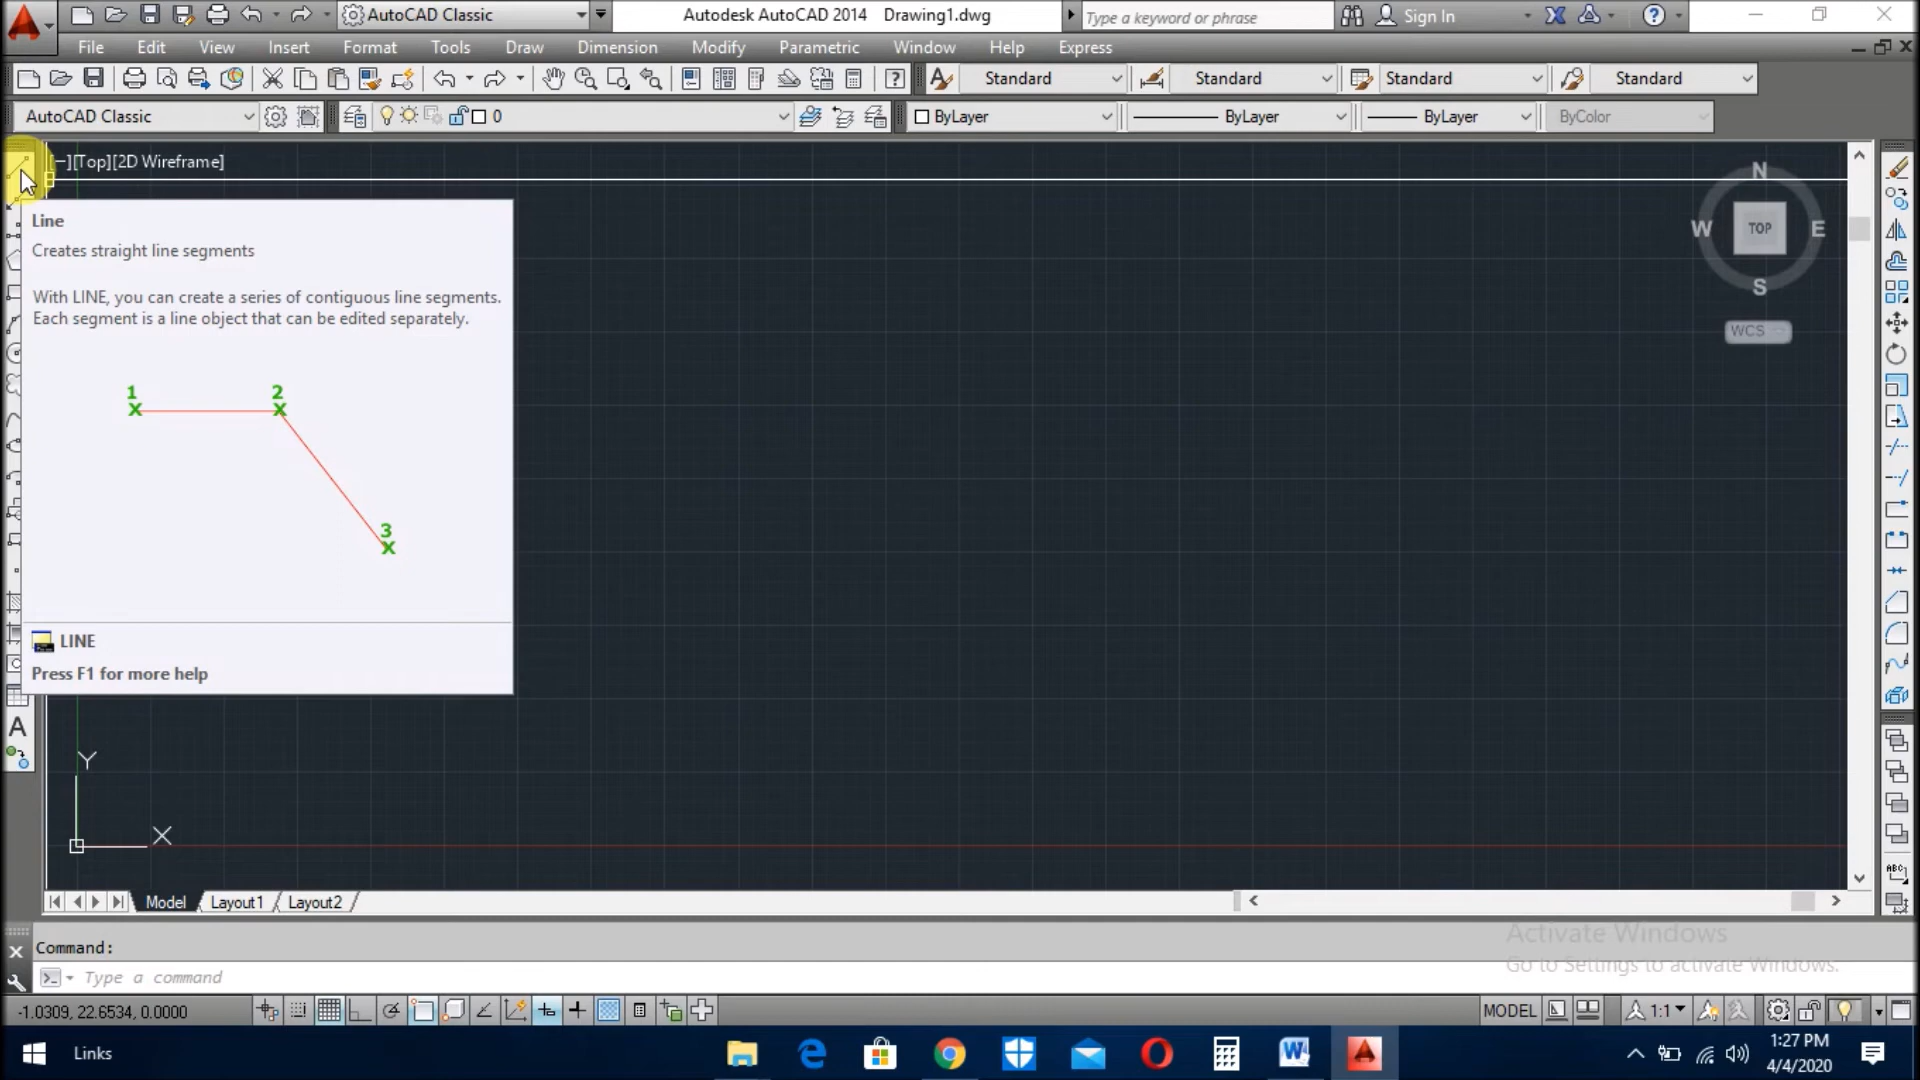 AutoCAD Classic
Autodesk AutoCAD 2014 Drawing1.dwg
Type a keyword or phrase
Sign In
File Edit View Insert Format Tools Draw Dimension Modify Parametric Window Help Express
Standard Standard Standard Standard
AutoCAD Classic 0 ByLayer ByLayer ByLayer ByColor
[−][Top][2D Wireframe]
N
W TOP E
S
WCS
Line
Creates straight line segments
With LINE, you can create a series of contiguous line segments.
Each segment is a line object that can be edited separately.
1 2
3
LINE
Press F1 for more help
A
ABC
Y
X
Model Layout1 Layout2
Command:
Activate Windows
Type a command
Go to Settings to activate Windows.
-1.0309, 22.6534, 0.0000
MODEL 1:1
Links
1:27 PM
4/4/2020